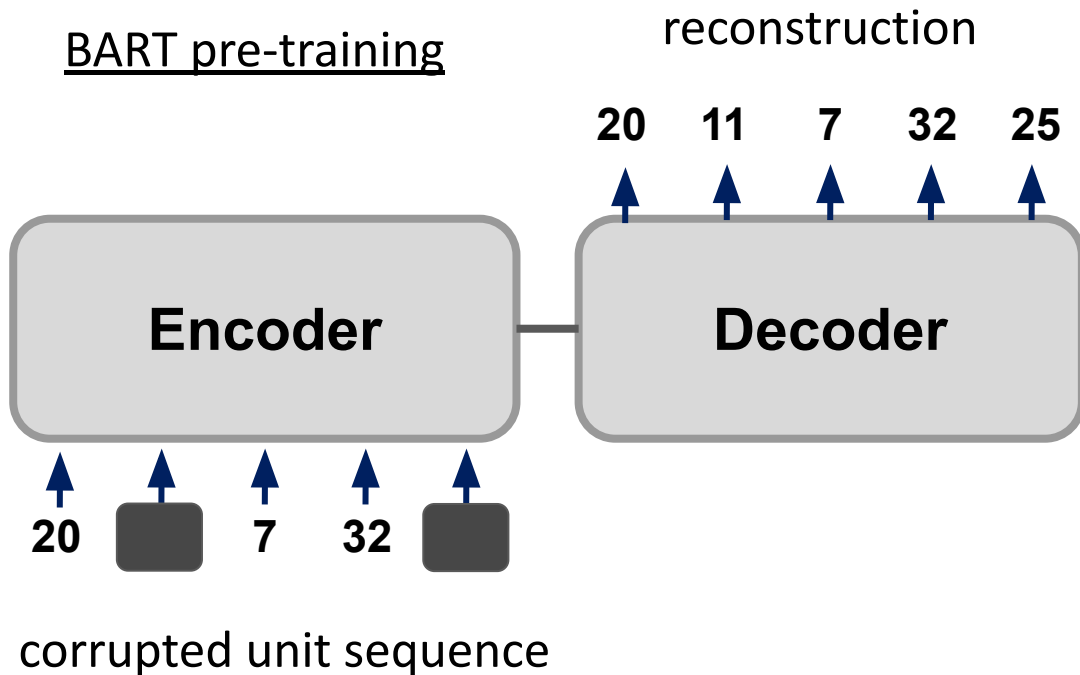 BART pre-training
reconstruction
20 11 7 32 25
Encoder
Decoder
20 7 32
corrupted unit sequence